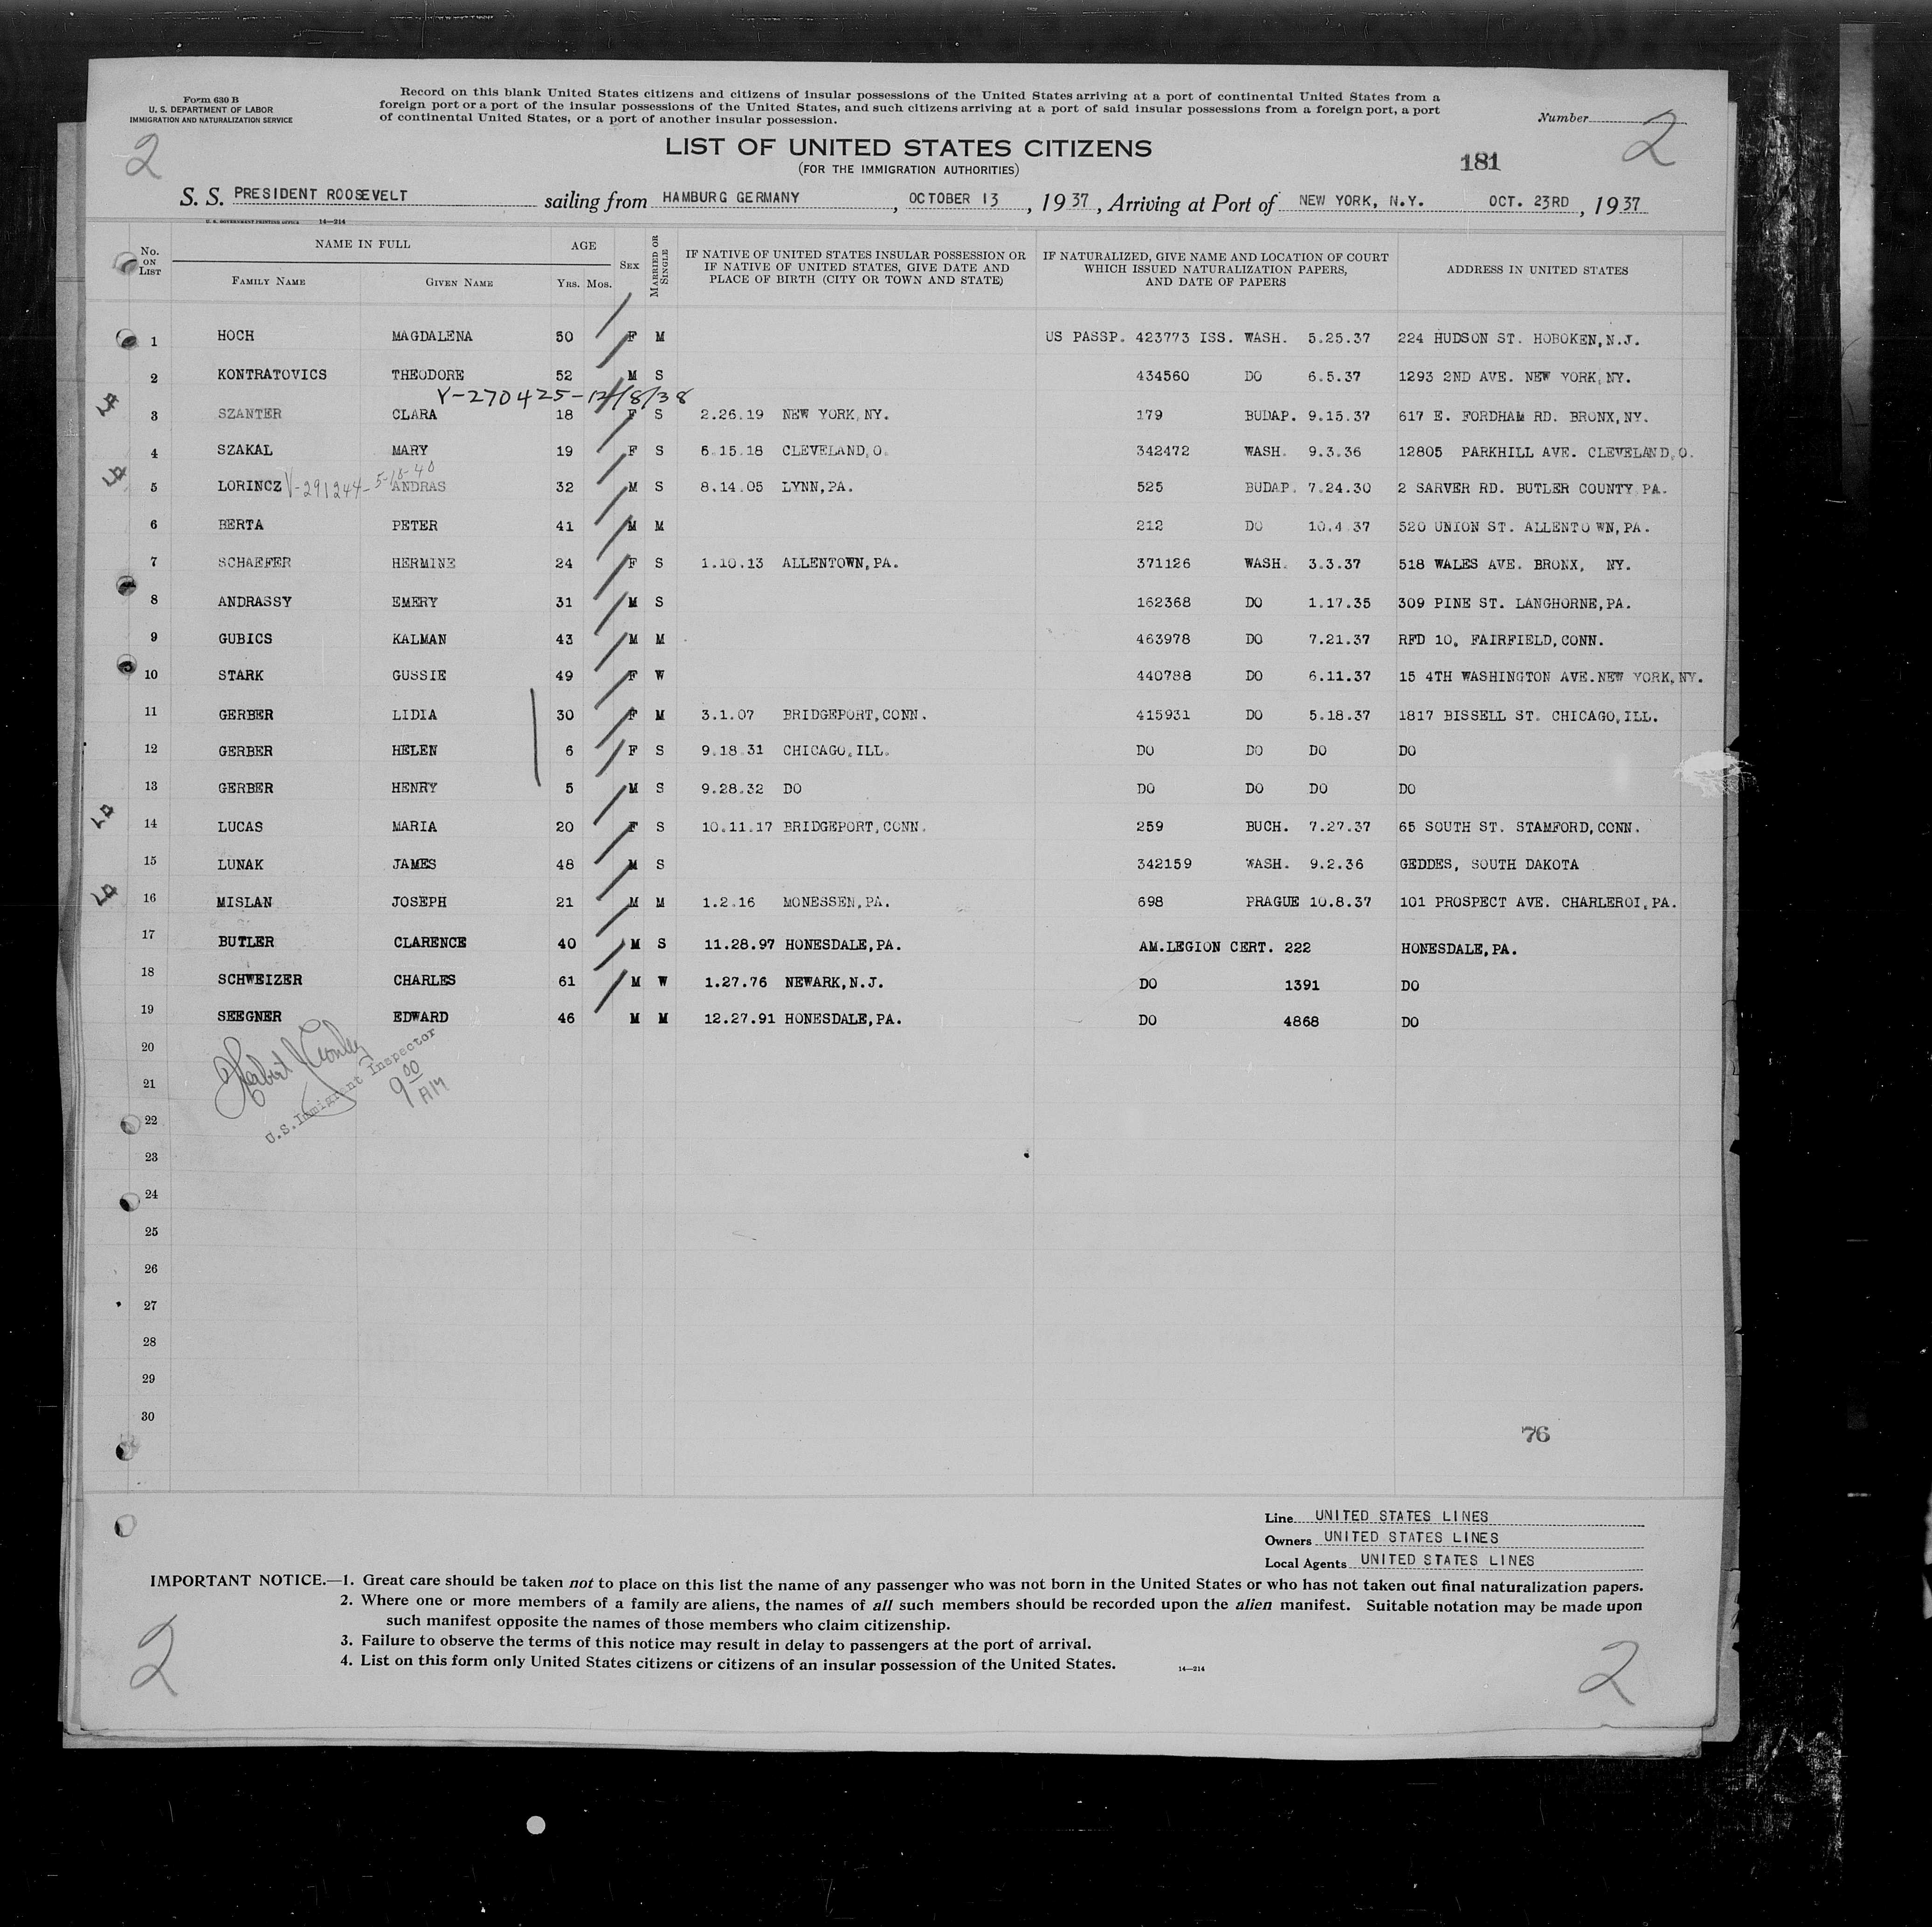 Form 630 B
U. S. DEPARTMENT OF LABOR
IMMIGRATION AND NATURALIZATION SERVICE
Record on this blank United States citizens and citizens of insular possessions of the United States arriving at a port of continental United States from a
foreign port or a port of the insular possessions of the United States, and such citizens arriving at a port of said insular possessions from a foreign port, a port
of continental United States, or a port of another insular possession.
Number
2
2
LIST OF UNITED STATES CITIZENS
(FOR THE IMMIGRATION AUTHORITIES)
181
S. S. PRESIDENT ROOSEVELT sailing from HAMBURG GERMANY, OCTOBER 13, 1937, Arriving at Port of NEW YORK, N.Y. OCT. 23RD, 1937
U. S. GOVERNMENT PRINTING OFFICE 14—214
No. ON LIST
NAME IN FULL
FAMILY NAME
GIVEN NAME
AGE
YRS. MOS.
SEX
MARRIED OR SINGLE
IF NATIVE OF UNITED STATES INSULAR POSSESSION OR
IF NATIVE OF UNITED STATES, GIVE DATE AND
PLACE OF BIRTH (CITY OR TOWN AND STATE)
IF NATURALIZED, GIVE NAME AND LOCATION OF COURT
WHICH ISSUED NATURALIZATION PAPERS,
AND DATE OF PAPERS
ADDRESS IN UNITED STATES
1 HOCH MAGDALENA 50 F M US PASSP. 423773 ISS. WASH. 5.25.37 224 HUDSON ST. HOBOKEN,N.J.
2 KONTRATOVICS THEODORE 52 M S 434560 DO 6.5.37 1293 2ND AVE. NEW YORK,NY.
V-270425-12/8/38
3 SZANTER CLARA 18 F S 2.26.19 NEW YORK,NY. 179 BUDAP. 9.15.37 617 E. FORDHAM RD. BRONX,NY.
4 SZAKAL MARY 19 F S 6.15.18 CLEVELAND,O. 342472 WASH. 9.3.36 12805 PARKHILL AVE. CLEVELAND,O.
V-291244-5-18-40
5 LORINCZ ANDRAS 32 M S 8.14.05 LYNN,PA. 525 BUDAP. 7.24.30 2 SARVER RD. BUTLER COUNTY PA.
6 BERTA PETER 41 M M 212 DO 10.4.37 520 UNION ST. ALLENTO WN,PA.
7 SCHAEFER HERMINE 24 F S 1.10.13 ALLENTOWN,PA. 371126 WASH. 3.3.37 518 WALES AVE. BRONX, NY.
8 ANDRASSY EMERY 31 M S 162368 DO 1.17.35 309 PINE ST. LANGHORNE,PA.
9 GUBICS KALMAN 43 M M 463978 DO 7.21.37 RFD 10, FAIRFIELD,CONN.
10 STARK GUSSIE 49 F W 440788 DO 6.11.37 15 4TH WASHINGTON AVE.NEW YORK,NY.
11 GERBER LIDIA 30 F M 3.1.07 BRIDGEPORT,CONN. 415931 DO 5.18.37 1817 BISSELL ST. CHICAGO,ILL.
12 GERBER HELEN 6 F S 9.18.31 CHICAGO,ILL. DO DO DO DO
13 GERBER HENRY 5 M S 9.28.32 DO DO DO DO DO
14 LUCAS MARIA 20 F S 10.11.17 BRIDGEPORT,CONN. 259 BUCH. 7.27.37 65 SOUTH ST. STAMFORD,CONN.
15 LUNAK JAMES 48 M S 342159 WASH. 9.2.36 GEDDES, SOUTH DAKOTA
16 MISLAN JOSEPH 21 M M 1.2.16 MONESSEN,PA. 698 PRAGUE 10.8.37 101 PROSPECT AVE. CHARLEROI,PA.
17 BUTLER CLARENCE 40 M S 11.28.97 HONESDALE,PA. AM.LEGION CERT. 222 HONESDALE,PA.
18 SCHWEIZER CHARLES 61 M W 1.27.76 NEWARK,N.J. DO 1391 DO
19 SEEGNER EDWARD 46 M M 12.27.91 HONESDALE,PA. DO 4868 DO
20
U.S. Immigrant Inspector
9 00 AM
21
22
23
24
25
26
27
28
29
30
76
Line UNITED STATES LINES
Owners UNITED STATES LINES
Local Agents UNITED STATES LINES
IMPORTANT NOTICE.—1. Great care should be taken not to place on this list the name of any passenger who was not born in the United States or who has not taken out final naturalization papers.
2. Where one or more members of a family are aliens, the names of all such members should be recorded upon the alien manifest. Suitable notation may be made upon
such manifest opposite the names of those members who claim citizenship.
3. Failure to observe the terms of this notice may result in delay to passengers at the port of arrival.
4. List on this form only United States citizens or citizens of an insular possession of the United States.
14—214
2
2